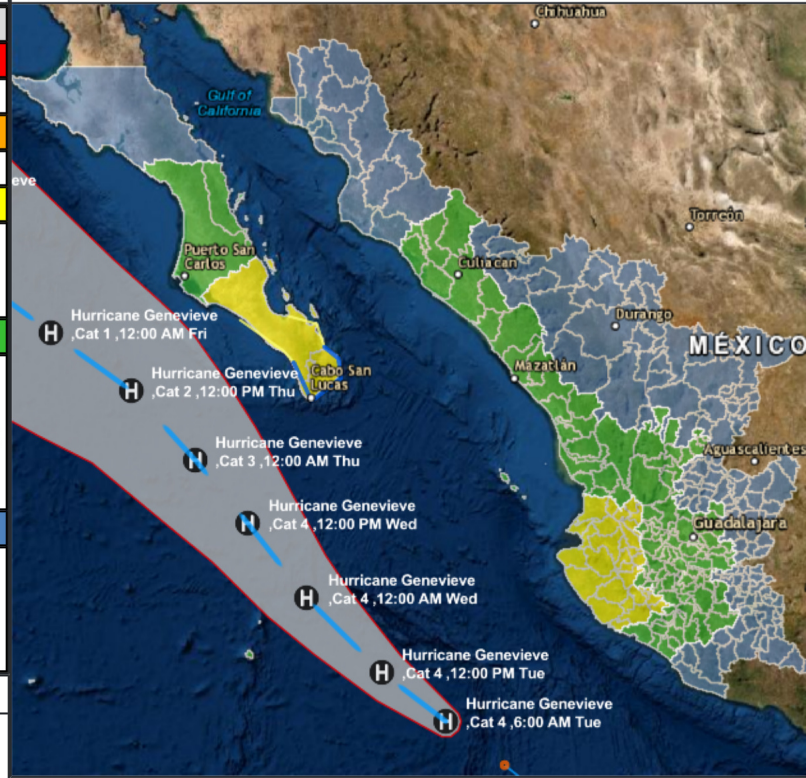 Chihuahua
Gulf of
California
eve
Torreón
Puerto San
Carlos
Culiacan
Hurricane Genevieve
,Cat 1 ,12:00 AM Fri
Durango
MÉXICO
Hurricane Genevieve
,Cat 2 ,12:00 PM Thu
Cabo San
Lucas
Mazatlán
Hurricane Genevieve
,Cat 3 ,12:00 AM Thu
Aguascalientes
Hurricane Genevieve
,Cat 4 ,12:00 PM Wed
Guadalajara
Hurricane Genevieve
,Cat 4 ,12:00 AM Wed
Hurricane Genevieve
,Cat 4 ,12:00 PM Tue
Hurricane Genevieve
,Cat 4 ,6:00 AM Tue
H
H
H
H
H
H
H